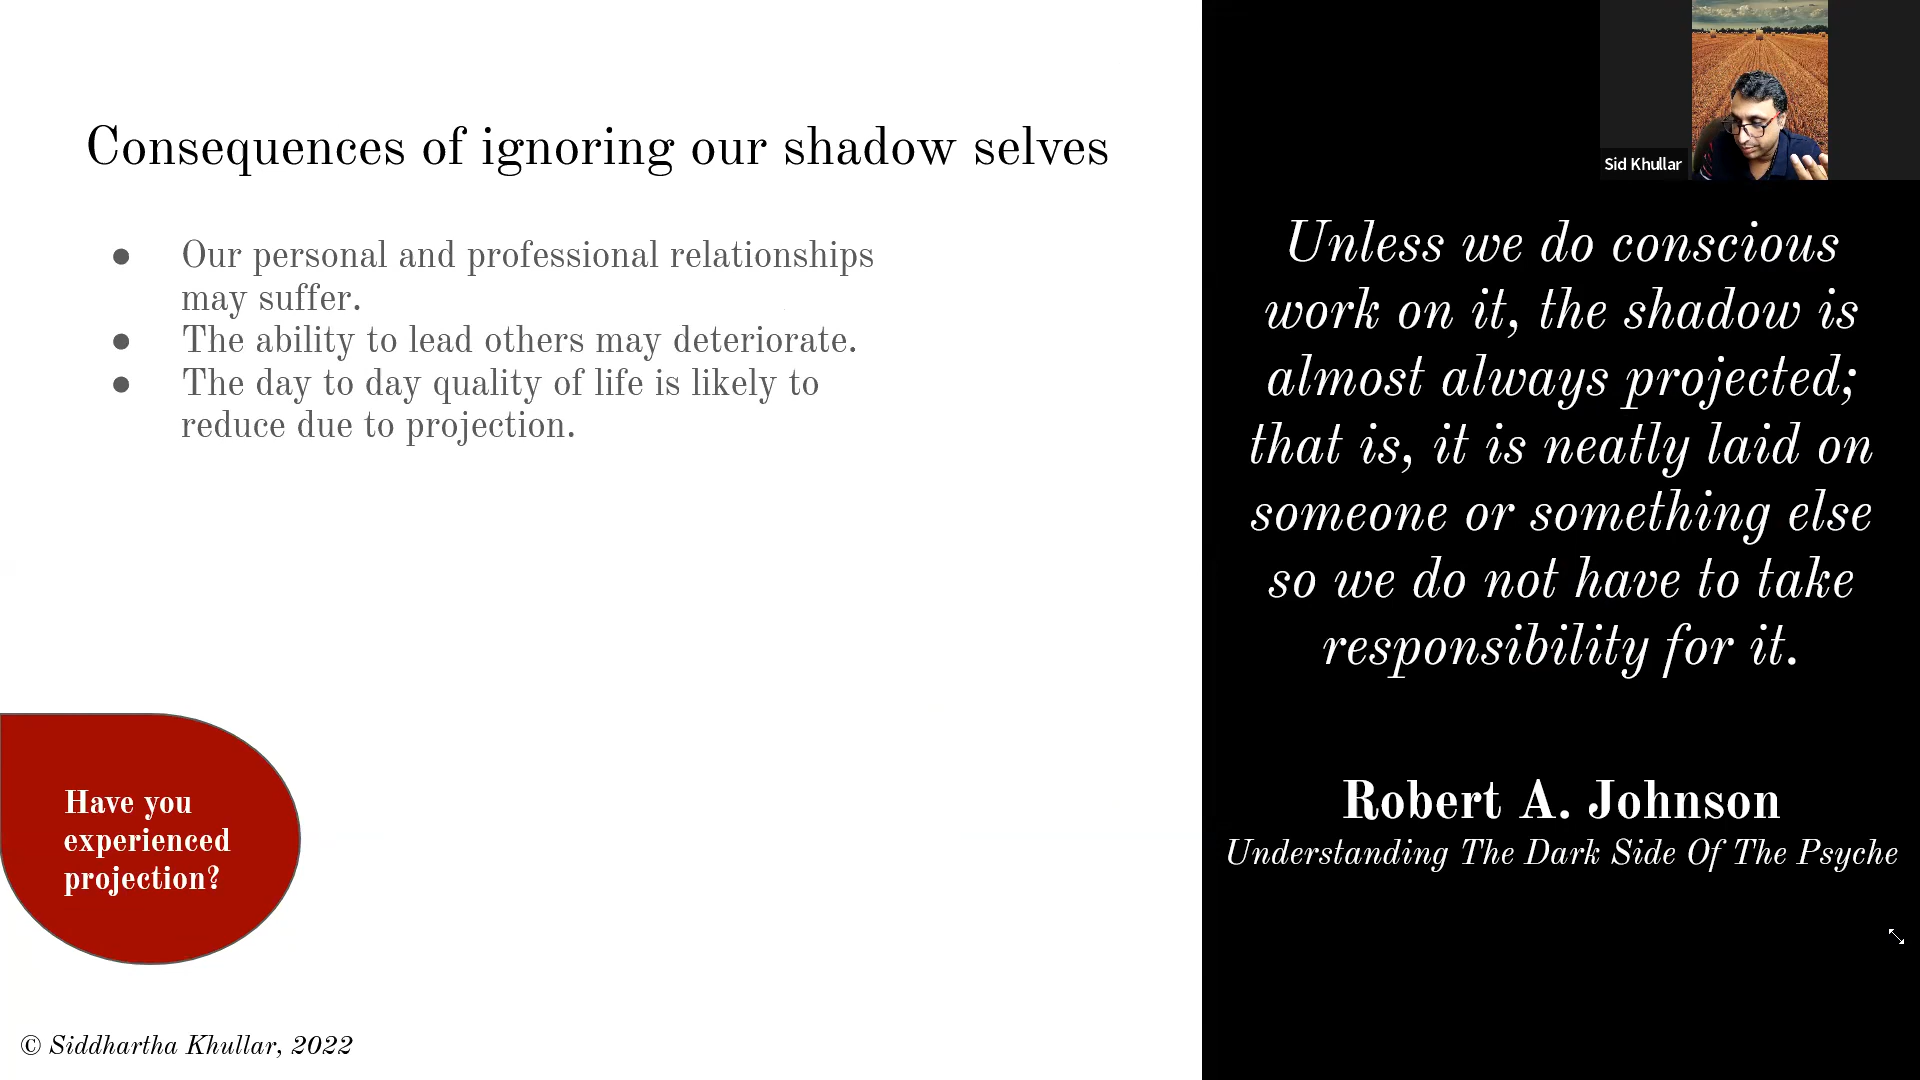 Consequences of ignoring our shadow selves
● Our personal and professional relationships
may suffer.
● The ability to lead others may deteriorate.
● The day to day quality of life is likely to
reduce due to projection.
Have you
experienced
projection?
© Siddhartha Khullar, 2022
Sid Khullar
Unless we do conscious
work on it, the shadow is
almost always projected;
that is, it is neatly laid on
someone or something else
so we do not have to take
responsibility for it.
Robert A. Johnson
Understanding The Dark Side Of The Psyche